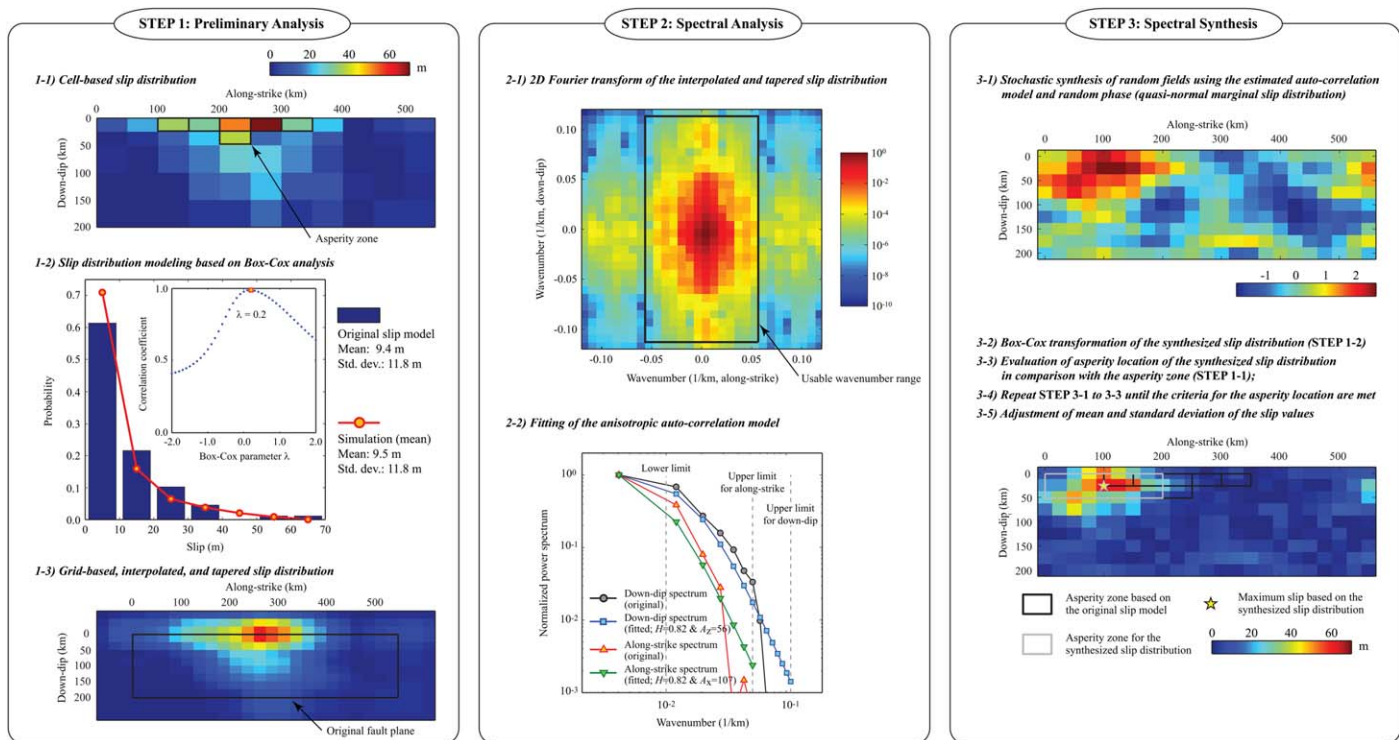 STEP 1: Preliminary Analysis
0 20 40 60
m
1-1) Cell-based slip distribution
Along-strike (km)
0 100 200 300 400 500
0
50
100
150
200
Down-dip (km)
Asperity zone
1-2) Slip distribution modeling based on Box-Cox analysis
0.7
0.6
0.5
0.4
0.3
0.2
0.1
0.0
Probability
1.0
0.5
0.0
Correlation coefficient
λ = 0.2
-2.0 -1.0 0.0 1.0 2.0
Box-Cox parameter λ
0 10 20 30 40 50 60 70
Slip (m)
Original slip model
Mean: 9.4 m
Std. dev.: 11.8 m
Simulation (mean)
Mean: 9.5 m
Std. dev.: 11.8 m
1-3) Grid-based, interpolated, and tapered slip distribution
Along-strike (km)
0 100 200 300 400 500
0
50
100
150
200
Down-dip (km)
Original fault plane
STEP 2: Spectral Analysis
2-1) 2D Fourier transform of the interpolated and tapered slip distribution
0.10
0.05
0.0
-0.05
-0.10
Wavenumber (1/km, down-dip)
-0.10 -0.05 0.0 0.05 0.10
Wavenumber (1/km, along-strike)
10⁰
10⁻²
10⁻⁴
10⁻⁶
10⁻⁸
10⁻¹⁰
Usable wavenumber range
2-2) Fitting of the anisotropic auto-correlation model
10⁰
10⁻¹
10⁻²
10⁻³
Normalized power spectrum
Lower limit
Upper limit
for along-strike
Upper limit
for down-dip
Down-dip spectrum
(original)
Down-dip spectrum
(fitted; H=0.82 & Az=56)
Along-strike spectrum
(original)
Along-strike spectrum
(fitted; H=0.82 & Ax=107)
10⁻² 10⁻¹
Wavenumber (1/km)
STEP 3: Spectral Synthesis
3-1) Stochastic synthesis of random fields using the estimated auto-correlation
model and random phase (quasi-normal marginal slip distribution)
Along-strike (km)
0 100 200 300 400 500
0
50
100
150
200
Down-dip (km)
-1 0 1 2
3-2) Box-Cox transformation of the synthesized slip distribution (STEP 1-2)
3-3) Evaluation of asperity location of the synthesized slip distribution
in comparison with the asperity zone (STEP 1-1);
3-4) Repeat STEP 3-1 to 3-3 until the criteria for the asperity location are met
3-5) Adjustment of mean and standard deviation of the slip values
Along-strike (km)
0 100 200 300 400 500
0
50
100
150
200
Down-dip (km)
Asperity zone based on
the original slip model
Maximum slip based on the
synthesized slip distribution
Asperity zone for the
synthesized slip distribution
0 20 40 60
m